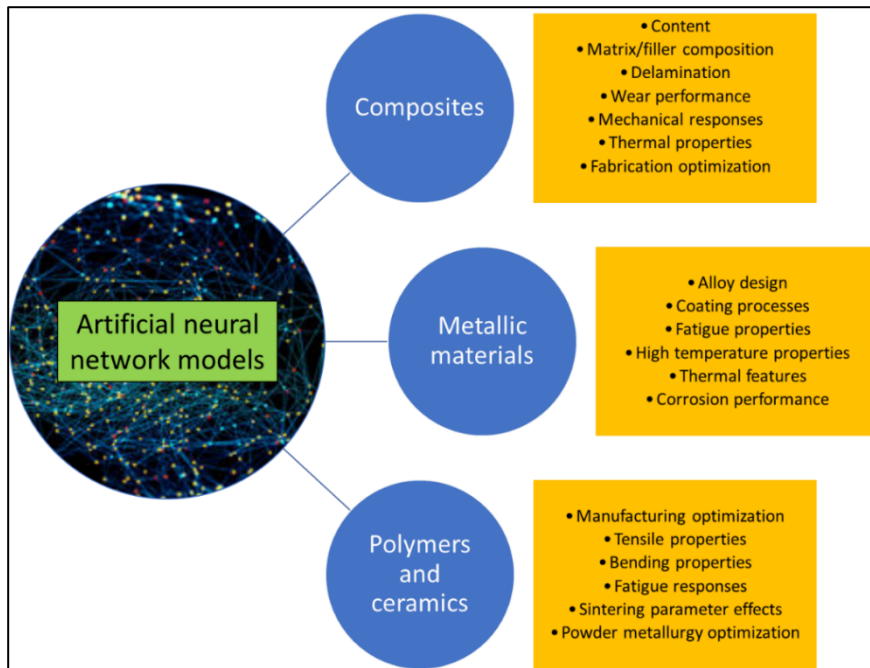 Artificial neural
network models
Composites
• Content
• Matrix/filler composition
• Delamination
• Wear performance
• Mechanical responses
• Thermal properties
• Fabrication optimization
Metallic
materials
• Alloy design
• Coating processes
• Fatigue properties
• High temperature properties
• Thermal features
• Corrosion performance
Polymers
and
ceramics
• Manufacturing optimization
• Tensile properties
• Bending properties
• Fatigue responses
• Sintering parameter effects
• Powder metallurgy optimization